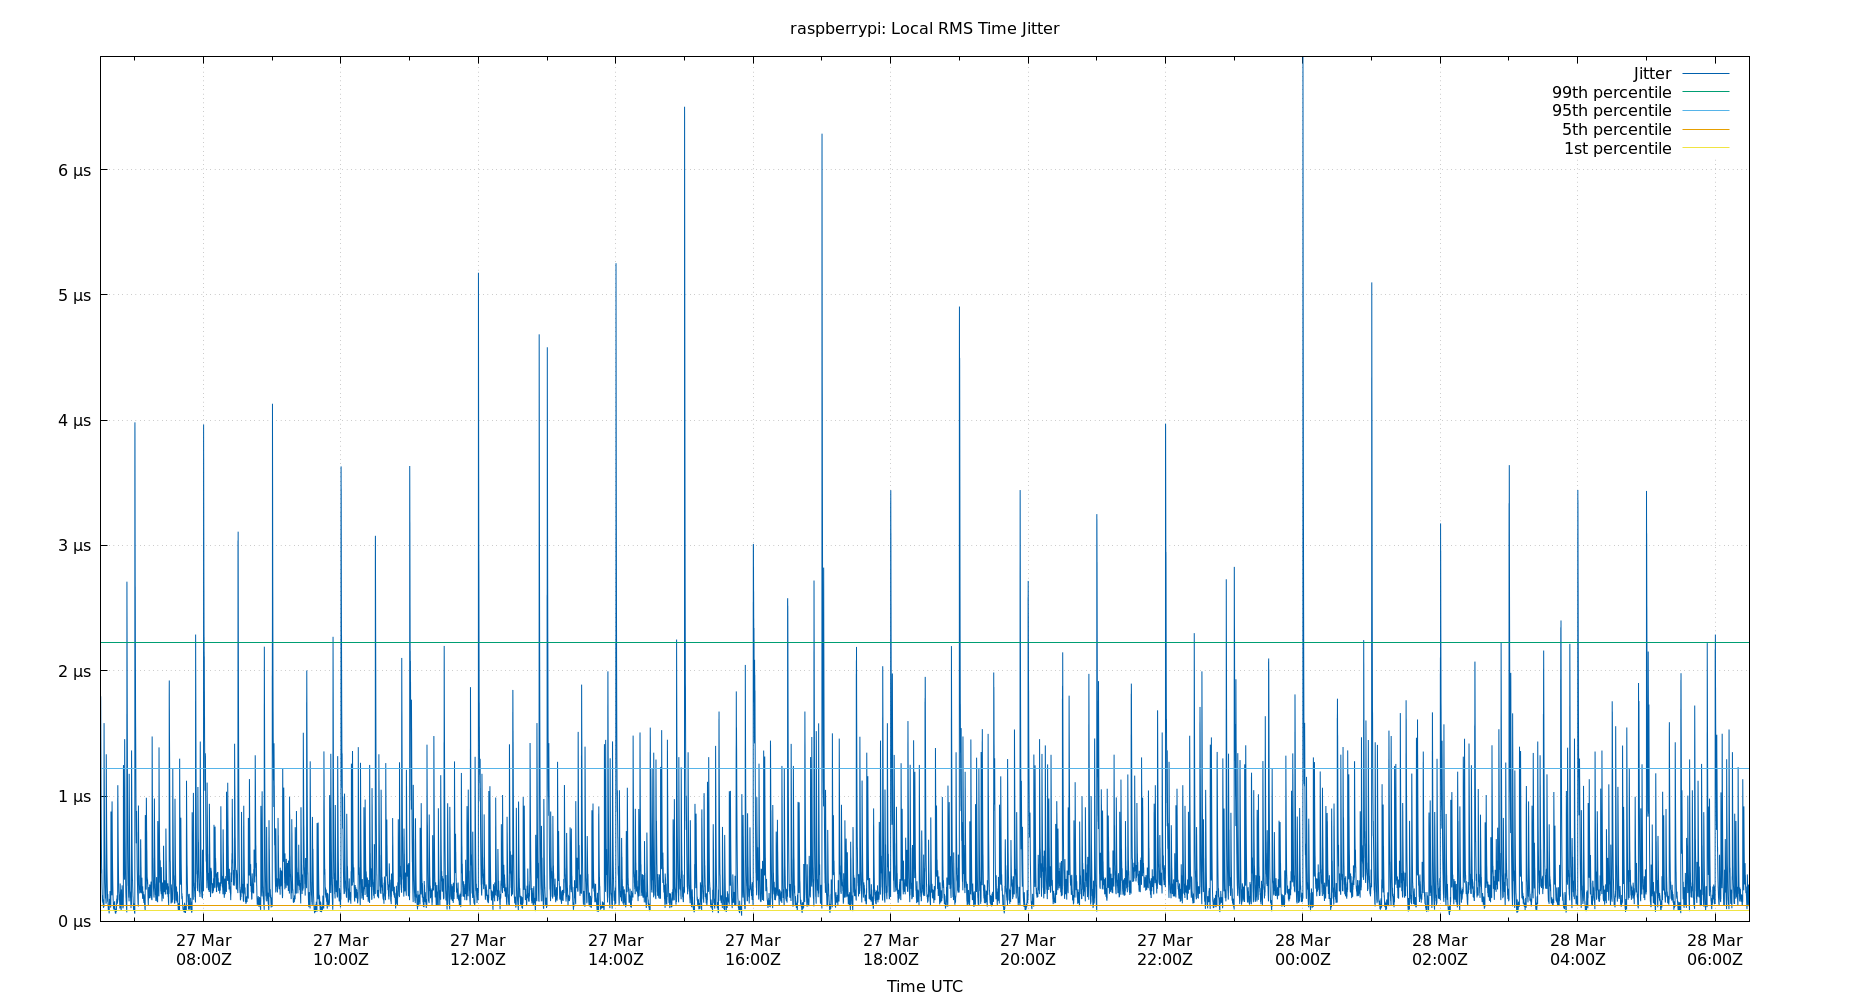 raspberrypi: Local RMS Time Jitter
Jitter
99th percentile
95th percentile
5th percentile
1st percentile
6 µs
5 µs
4 µs
3 µs
2 µs
1 µs
0 µs
27 Mar 27 Mar 27 Mar 27 Mar 27 Mar 27 Mar 27 Mar 27 Mar 28 Mar 28 Mar 28 Mar 28 Mar
08:00Z 10:00Z 12:00Z 14:00Z 16:00Z 18:00Z 20:00Z 22:00Z 00:00Z 02:00Z 04:00Z 06:00Z
Time UTC